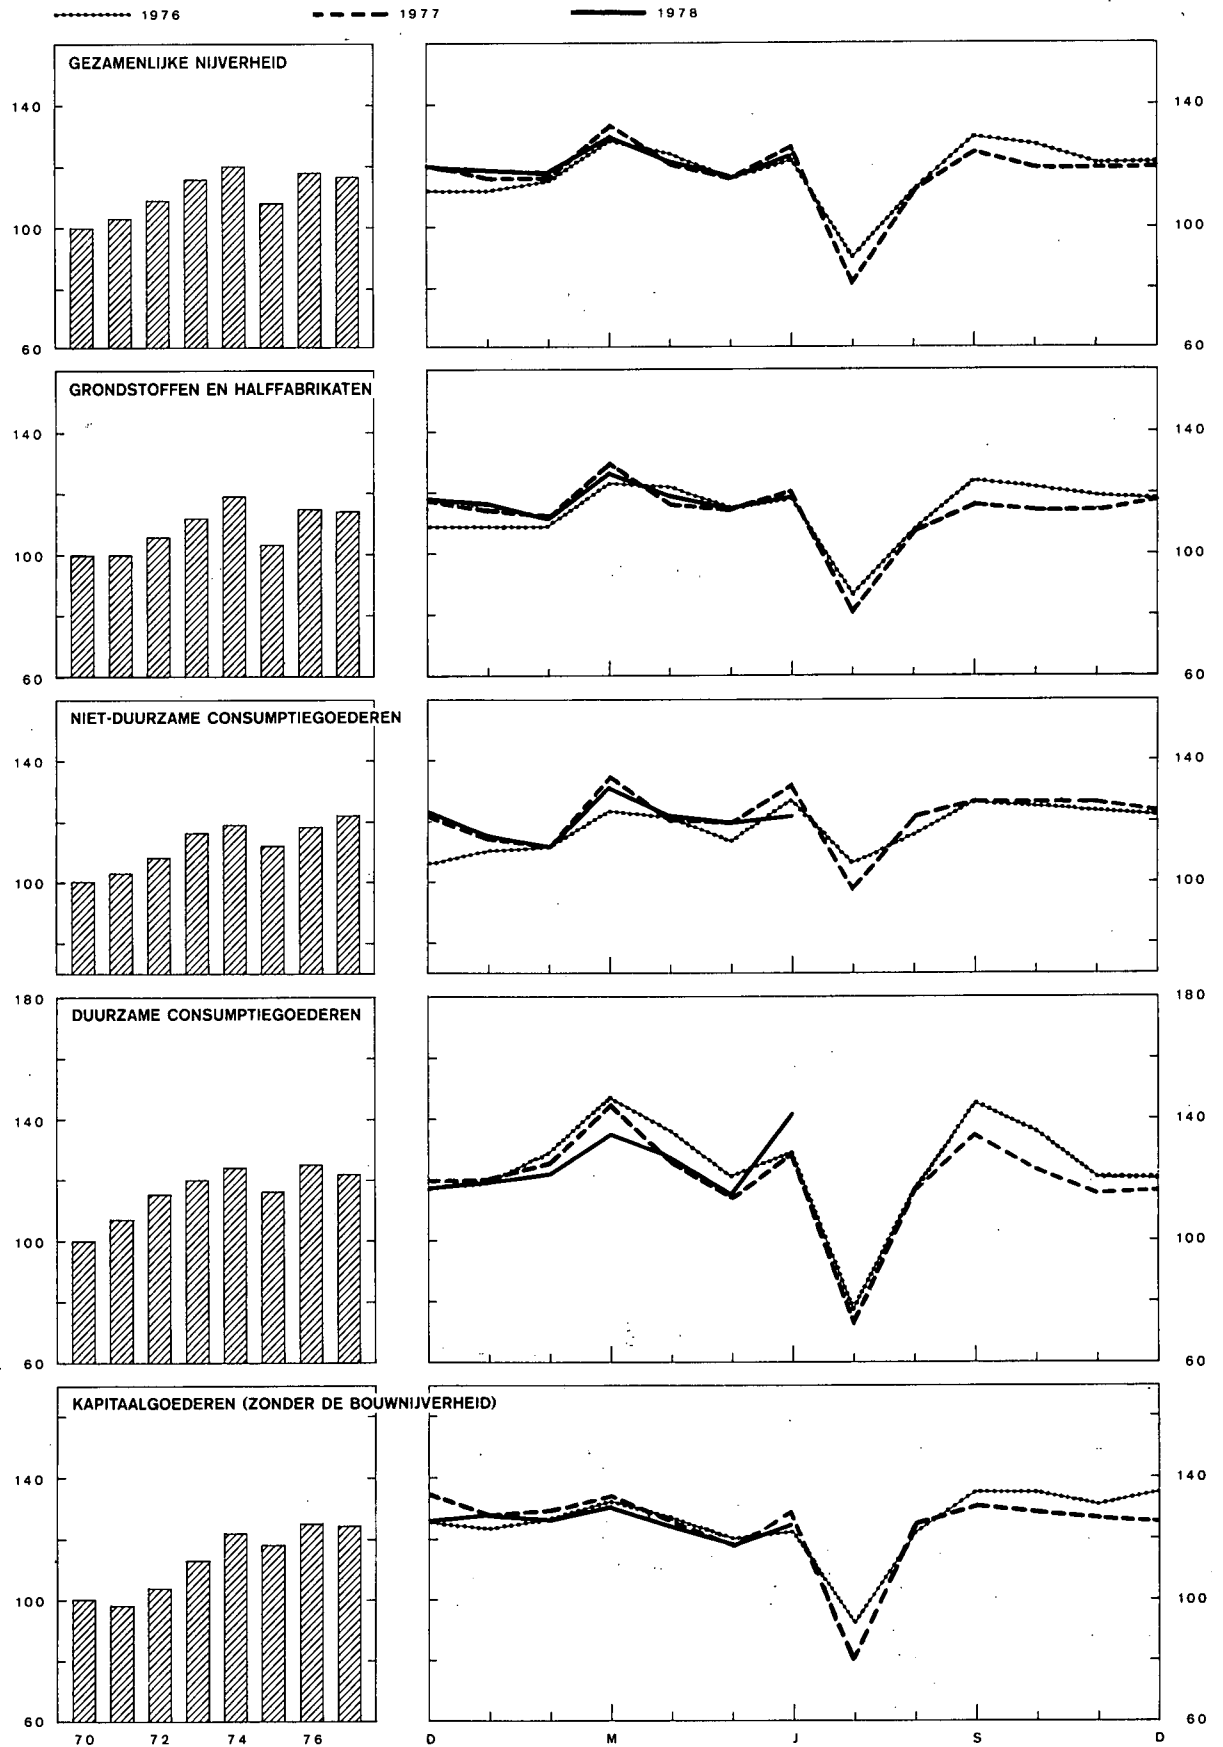 1976 1977 1978
GEZAMENLIJKE NIJVERHEID
140 140
100 100
60 60
GRONDSTOFFEN EN HALFFABRIKATEN
140 140
100 100
60 60
NIET-DUURZAME CONSUMPTIEGOEDEREN
140 140
100 100
180 180
DUURZAME CONSUMPTIEGOEDEREN
140 140
100 100
60 60
KAPITAALGOEDEREN (ZONDER DE BOUWNIJVERHEID)
140 140
100 100
60 60
70 72 74 76 D M J S D